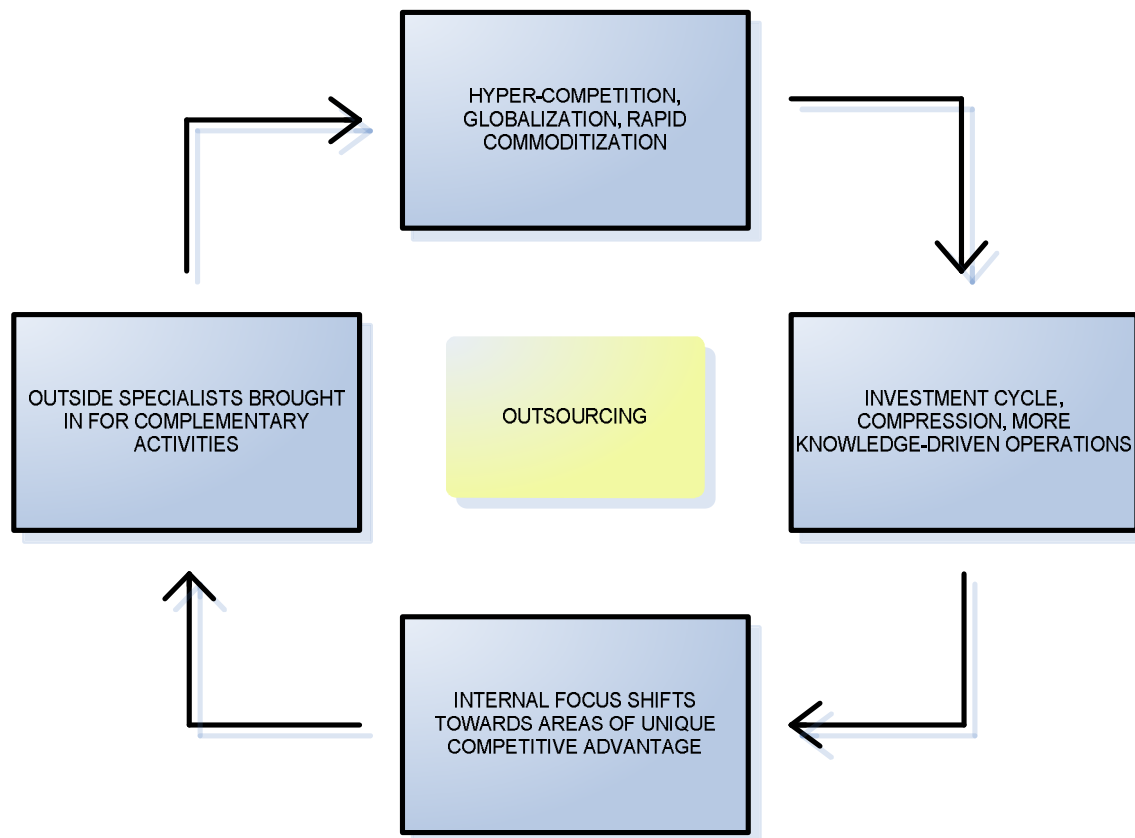 HYPER-COMPETITION,
GLOBALIZATION, RAPID
COMMODITIZATION
OUTSIDE SPECIALISTS BROUGHT
IN FOR COMPLEMENTARY
ACTIVITIES
OUTSOURCING
INVESTMENT CYCLE,
COMPRESSION, MORE
KNOWLEDGE-DRIVEN OPERATIONS
INTERNAL FOCUS SHIFTS
TOWARDS AREAS OF UNIQUE
COMPETITIVE ADVANTAGE